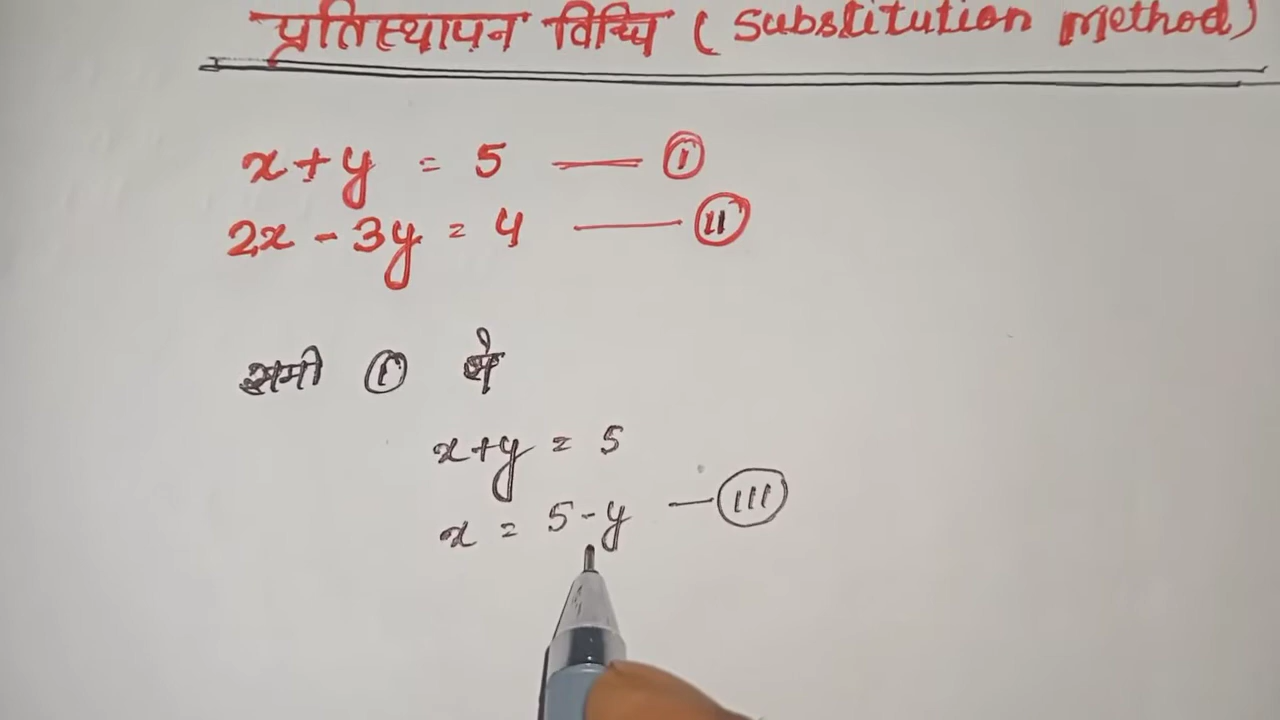 प्रतिस्थापन विधि (Substitution Method)
x + y = 5 — I
2x - 3y = 4 — II
समी I से
x + y = 5
x = 5 - y — III